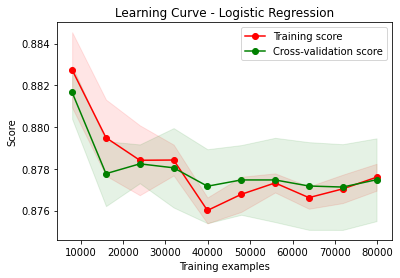 Learning Curve - Logistic Regression
Training score
Cross-validation score
Score
0.884
0.882
0.880
0.878
0.876
10000 20000 30000 40000 50000 60000 70000 80000
Training examples